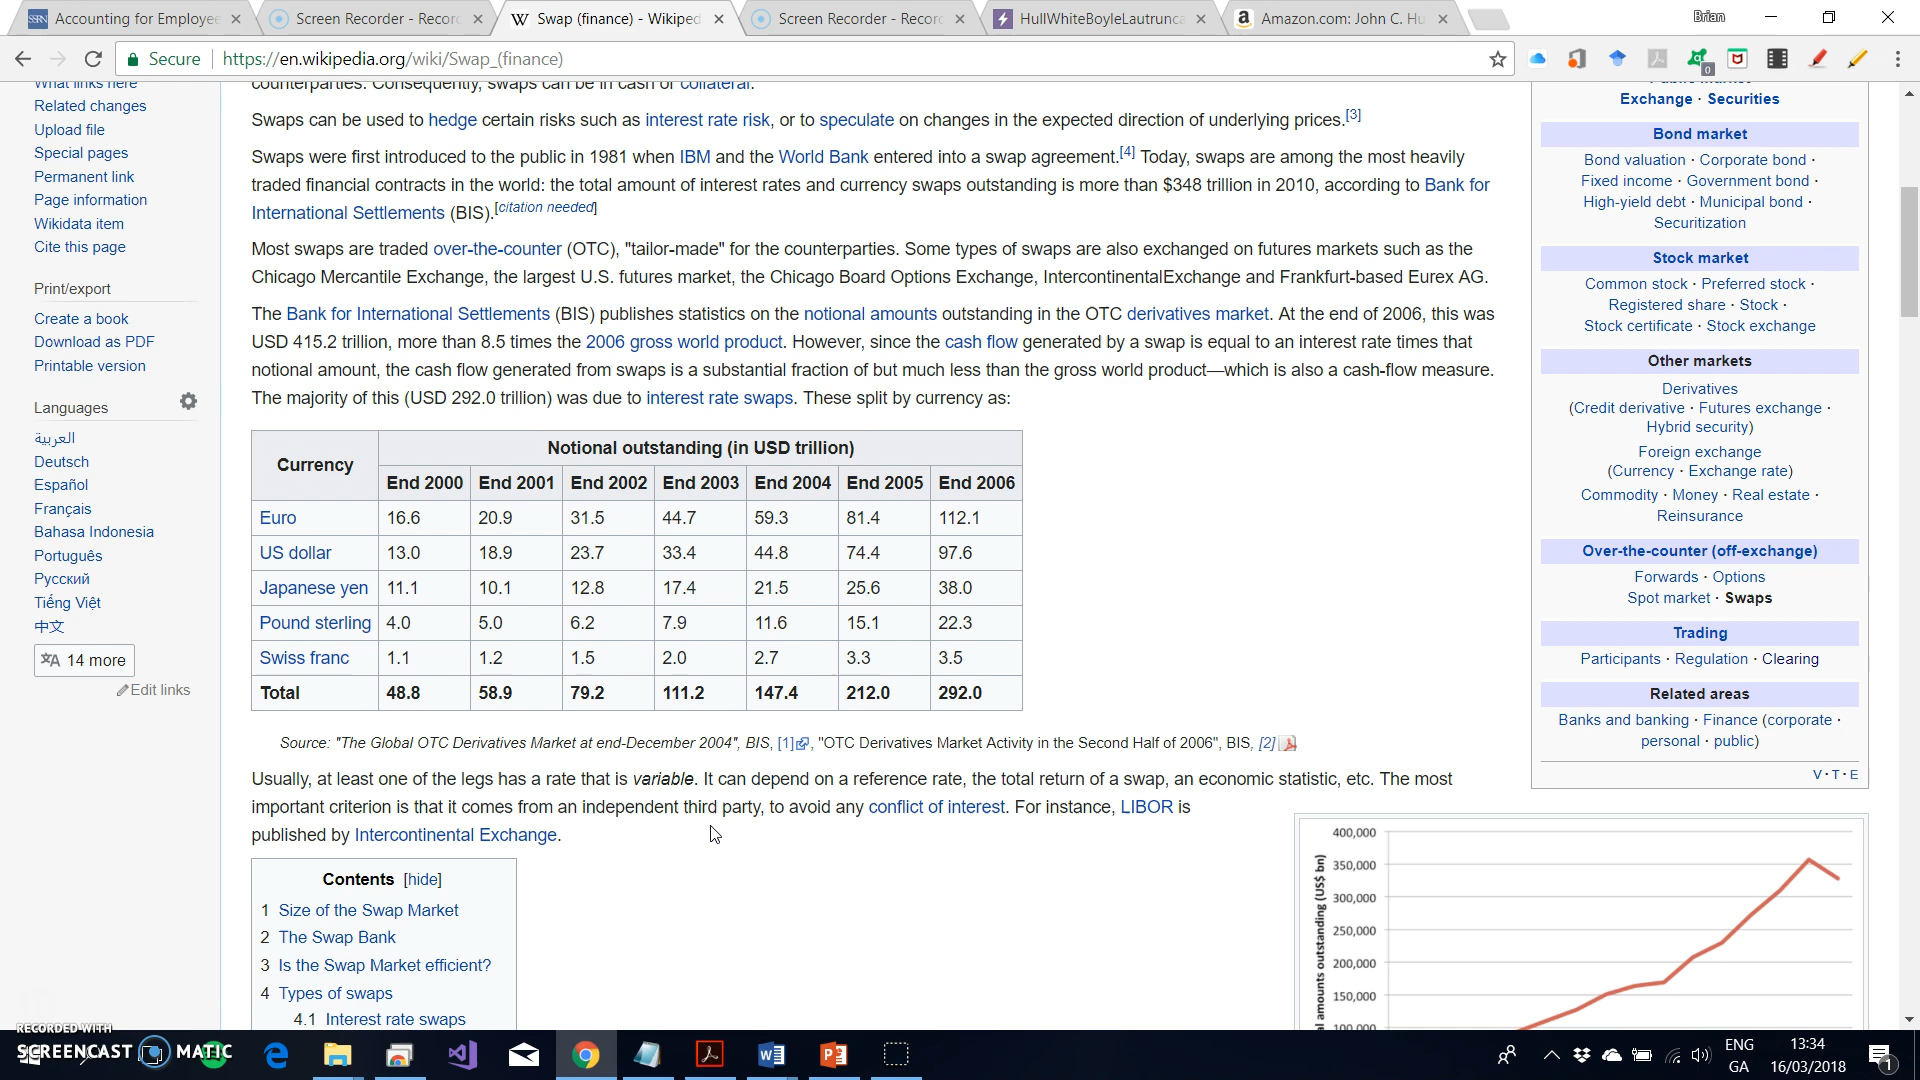 Accounting for Employee
Screen Recorder - Record
Swap (finance) - Wikiped
Screen Recorder - Record
HullWhiteBoyleLautrunca
Amazon.com: John C. Hu
Brian
Secure
https://en.wikipedia.org/wiki/Swap_(finance)
What links here
Related changes
Upload file
Special pages
Permanent link
Page information
Wikidata item
Cite this page
Print/export
Create a book
Download as PDF
Printable version
Languages
العربية
Deutsch
Español
Français
Bahasa Indonesia
Português
Русский
Tiếng Việt
中文
14 more
Edit links
counterparties. Consequently, swaps can be in cash or collateral.
Swaps can be used to hedge certain risks such as interest rate risk, or to speculate on changes in the expected direction of underlying prices.[3]
Swaps were first introduced to the public in 1981 when IBM and the World Bank entered into a swap agreement.[4] Today, swaps are among the most heavily
traded financial contracts in the world: the total amount of interest rates and currency swaps outstanding is more than $348 trillion in 2010, according to Bank for
International Settlements (BIS).[citation needed]
Most swaps are traded over-the-counter (OTC), "tailor-made" for the counterparties. Some types of swaps are also exchanged on futures markets such as the
Chicago Mercantile Exchange, the largest U.S. futures market, the Chicago Board Options Exchange, IntercontinentalExchange and Frankfurt-based Eurex AG.
The Bank for International Settlements (BIS) publishes statistics on the notional amounts outstanding in the OTC derivatives market. At the end of 2006, this was
USD 415.2 trillion, more than 8.5 times the 2006 gross world product. However, since the cash flow generated by a swap is equal to an interest rate times that
notional amount, the cash flow generated from swaps is a substantial fraction of but much less than the gross world product—which is also a cash-flow measure.
The majority of this (USD 292.0 trillion) was due to interest rate swaps. These split by currency as:
Currency Notional outstanding (in USD trillion)
End 2000 End 2001 End 2002 End 2003 End 2004 End 2005 End 2006
Euro 16.6 20.9 31.5 44.7 59.3 81.4 112.1
US dollar 13.0 18.9 23.7 33.4 44.8 74.4 97.6
Japanese yen 11.1 10.1 12.8 17.4 21.5 25.6 38.0
Pound sterling 4.0 5.0 6.2 7.9 11.6 15.1 22.3
Swiss franc 1.1 1.2 1.5 2.0 2.7 3.3 3.5
Total 48.8 58.9 79.2 111.2 147.4 212.0 292.0
Source: "The Global OTC Derivatives Market at end-December 2004", BIS, [1], "OTC Derivatives Market Activity in the Second Half of 2006", BIS, [2]
Usually, at least one of the legs has a rate that is variable. It can depend on a reference rate, the total return of a swap, an economic statistic, etc. The most
important criterion is that it comes from an independent third party, to avoid any conflict of interest. For instance, LIBOR is
published by Intercontinental Exchange.
Contents [hide]
1 Size of the Swap Market
2 The Swap Bank
3 Is the Swap Market efficient?
4 Types of swaps
4.1 Interest rate swaps
Public market
Exchange · Securities
Bond market
Bond valuation · Corporate bond ·
Fixed income · Government bond ·
High-yield debt · Municipal bond ·
Securitization
Stock market
Common stock · Preferred stock ·
Registered share · Stock ·
Stock certificate · Stock exchange
Other markets
Derivatives
(Credit derivative · Futures exchange ·
Hybrid security)
Foreign exchange
(Currency · Exchange rate)
Commodity · Money · Real estate ·
Reinsurance
Over-the-counter (off-exchange)
Forwards · Options
Spot market · Swaps
Trading
Participants · Regulation · Clearing
Related areas
Banks and banking · Finance (corporate ·
personal · public)
V · T · E
400,000
350,000
300,000
250,000
200,000
150,000
100,000
amounts outstanding (US$ bn)
RECORDED WITH
SCREENCAST MATIC
ENG
GA
13:34
16/03/2018
1